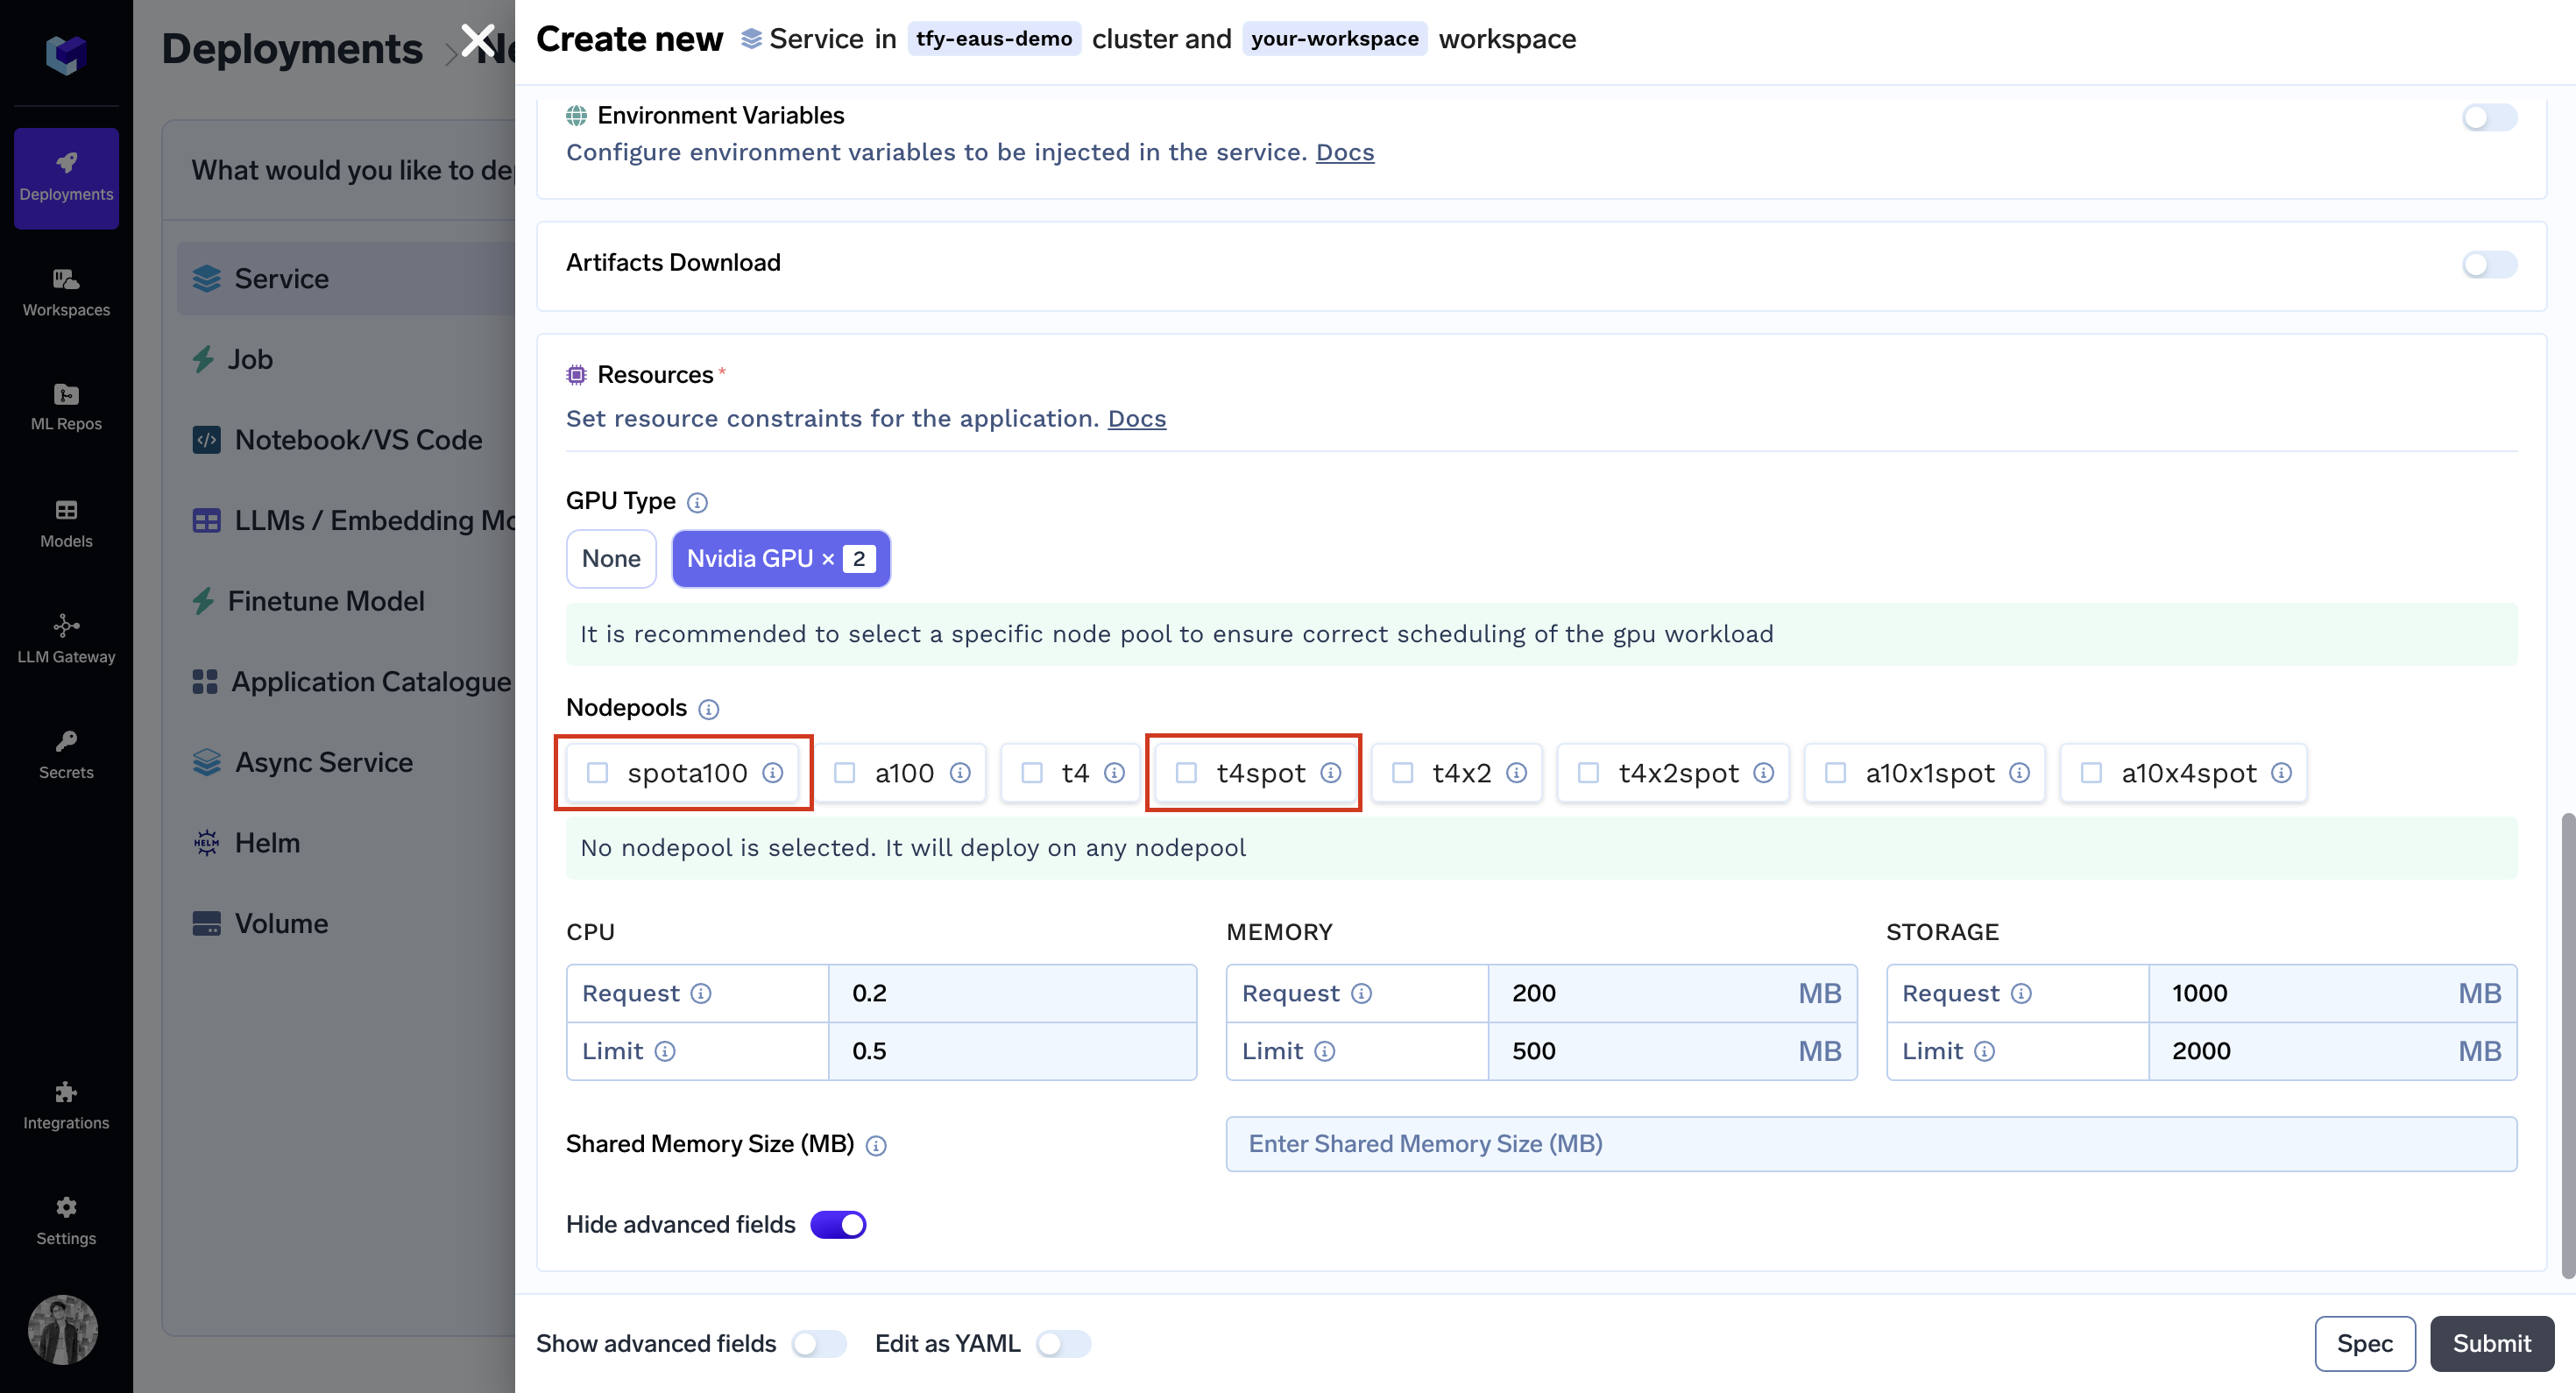 Deployments
Workspaces
ML Repos
Models
LLM Gateway
Secrets
Integrations
Settings
Deployments > Ne
What would you like to de
Service
Job
Notebook/VS Code
LLMs / Embedding Mo
Finetune Model
Application Catalogue
Async Service
HELM Helm
Volume
Create new Service in tfy-eaus-demo cluster and your-workspace workspace
Environment Variables
Configure environment variables to be injected in the service. Docs
Artifacts Download
Resources*
Set resource constraints for the application. Docs
GPU Type
None Nvidia GPU × 2
It is recommended to select a specific node pool to ensure correct scheduling of the gpu workload
Nodepools
spota100 a100 t4 t4spot t4x2 t4x2spot a10x1spot a10x4spot
No nodepool is selected. It will deploy on any nodepool
CPU
Request 0.2
Limit 0.5
MEMORY
Request 200 MB
Limit 500 MB
STORAGE
Request 1000 MB
Limit 2000 MB
Shared Memory Size (MB) Enter Shared Memory Size (MB)
Hide advanced fields
Show advanced fields Edit as YAML Spec Submit